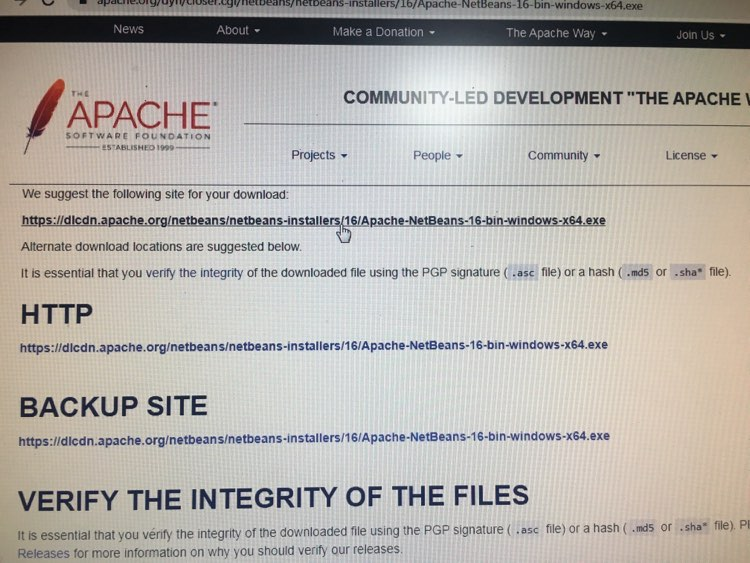 apache.org/dyn/closer.cgi/netbeans/netbeans-installers/16/Apache-NetBeans-16-bin-windows-x64.exe
News About Make a Donation The Apache Way Join Us
THE
APACHE
SOFTWARE FOUNDATION
ESTABLISHED 1999
COMMUNITY-LED DEVELOPMENT "THE APACHE
Projects People Community License
We suggest the following site for your download:
https://dlcdn.apache.org/netbeans/netbeans-installers/16/Apache-NetBeans-16-bin-windows-x64.exe
Alternate download locations are suggested below.
It is essential that you verify the integrity of the downloaded file using the PGP signature ( .asc file) or a hash ( .md5 or .sha* file).
HTTP
https://dlcdn.apache.org/netbeans/netbeans-installers/16/Apache-NetBeans-16-bin-windows-x64.exe
BACKUP SITE
https://dlcdn.apache.org/netbeans/netbeans-installers/16/Apache-NetBeans-16-bin-windows-x64.exe
VERIFY THE INTEGRITY OF THE FILES
It is essential that you verify the integrity of the downloaded file using the PGP signature ( .asc file) or a hash ( .md5 or .sha* file).
Releases for more information on why you should verify our releases.